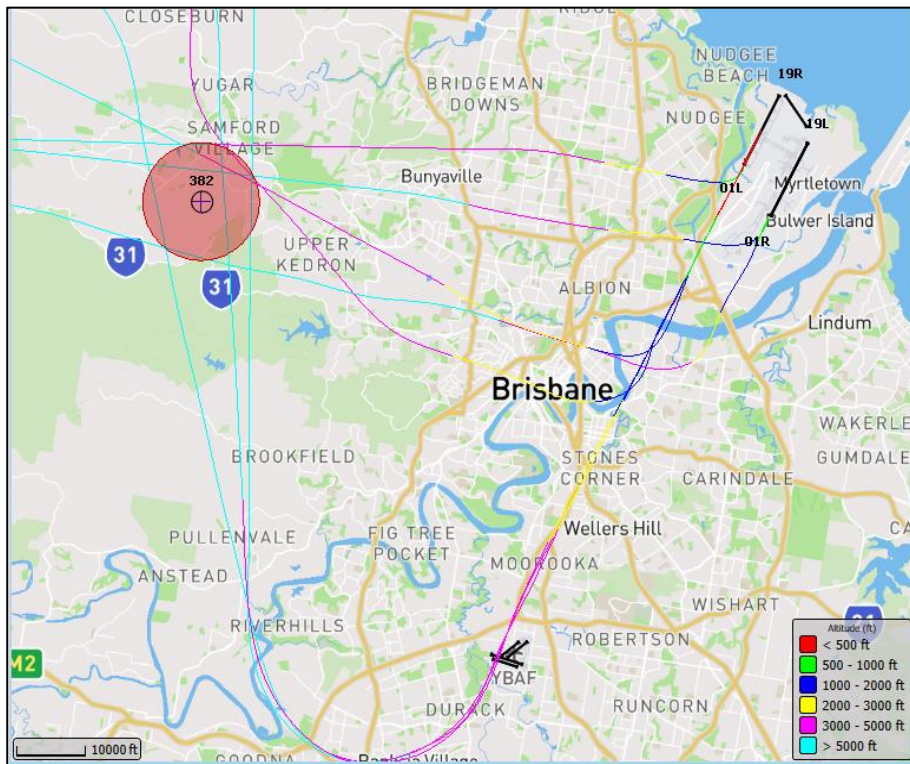 CLOSEBURN
YUGAR
SAMFORD
VILLAGE
382
BRIDGEMAN
DOWNS
NUDGEE
BEACH
19R
NUDGEE
19L
01L
Myrtletown
Bunyaville
Bulwer Island
01R
31
UPPER
KEDRON
31
ALBION
Lindum
Brisbane
BROOKFIELD
STONES
CORNER
CARINDALE
WAKERLE
GUMDALE
PULLENVALE
FIG TREE
POCKET
Wellers Hill
ANSTEAD
MOOROOKA
WISHART
RIVERHILLS
ROBERTSON
M2
YBAF
DURACK
RUNCORN
10000 ft
Altitude (ft)
< 500 ft
500 - 1000 ft
1000 - 2000 ft
2000 - 3000 ft
3000 - 5000 ft
> 5000 ft